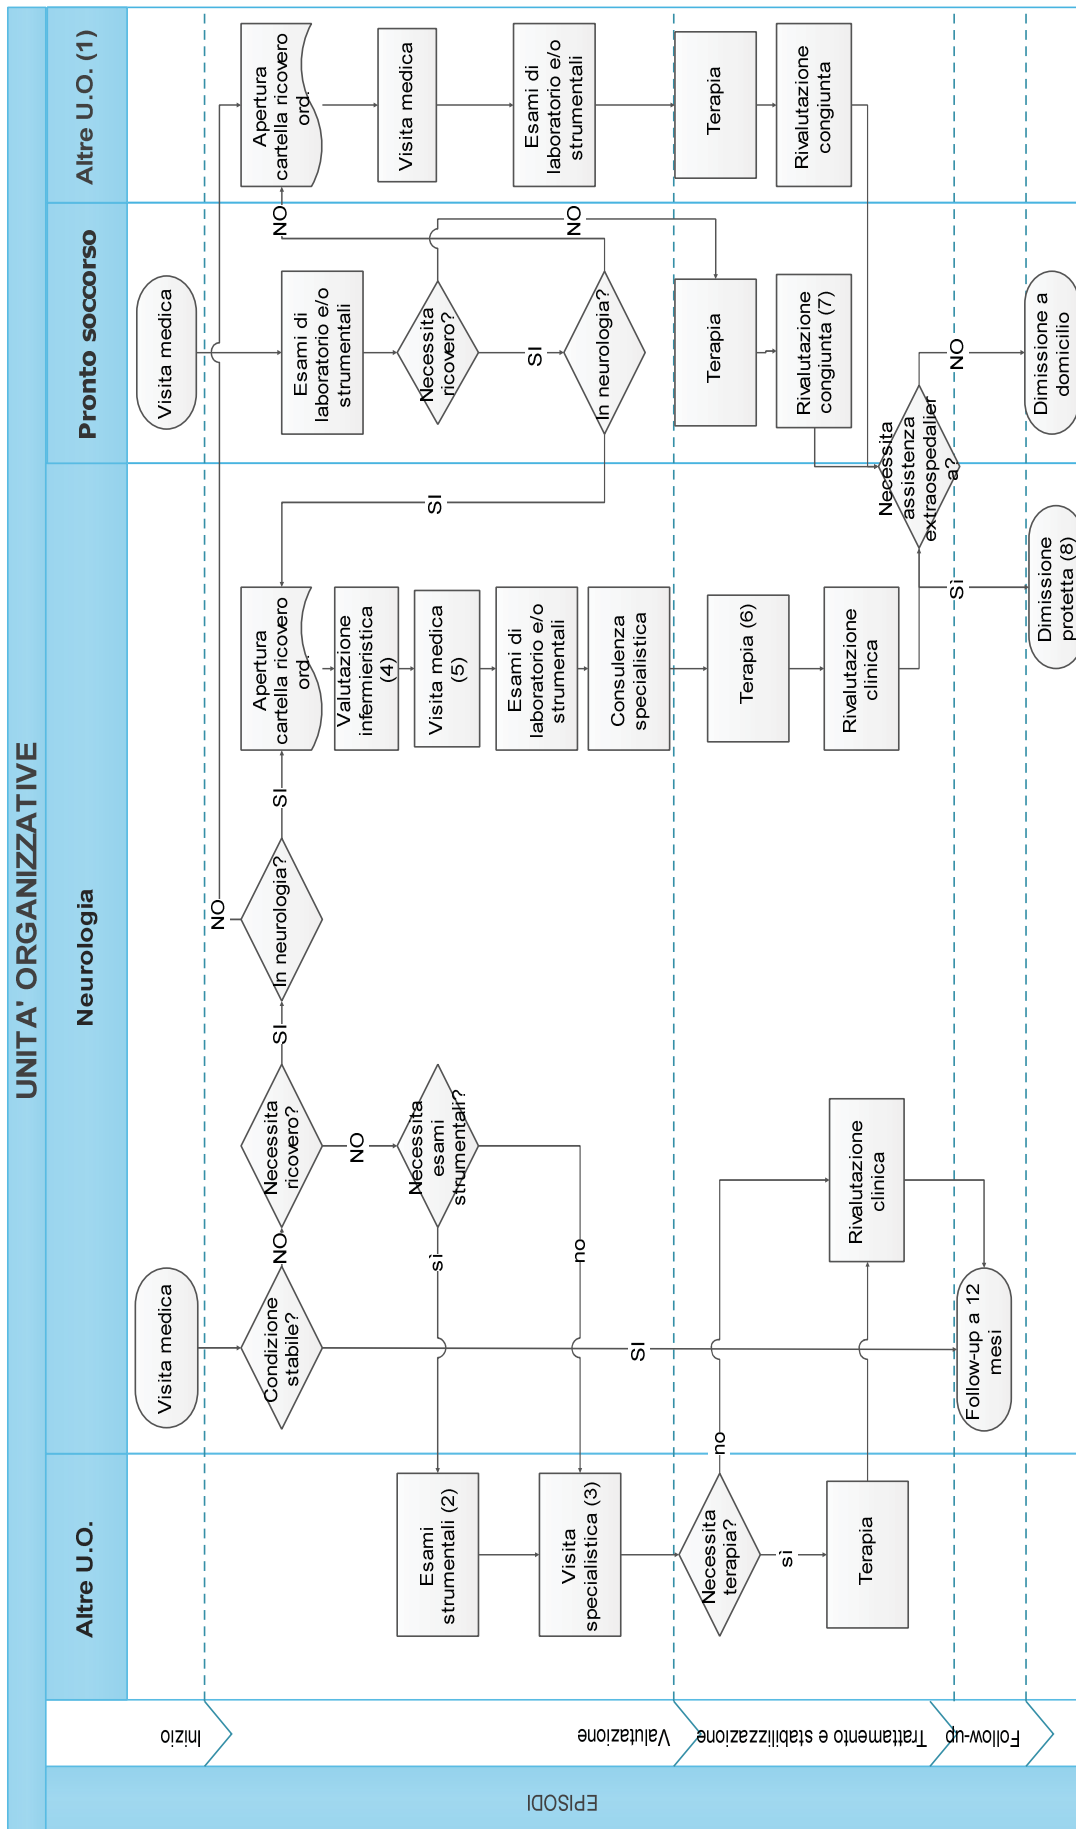 UNITA' ORGANIZZATIVE
Altre U.O.
Neurologia
Pronto soccorso
Altre U.O. (1)
EPISODI
Inizio
Valutazione
Trattamento e stabilizzazione
Follow-up
Visita medica
Visita medica
Condizione
stabile?
NO
Necessita
ricovero?
SI
In neurologia?
SI
NO
Apertura
cartella ricovero
ord.
Esami di
laboratorio e/o
strumentali
NO
Apertura
cartella ricovero
ord.
Valutazione
infermieristica
(4)
NO
Visita medica
Esami
strumentali (2)
sì
Necessita
esami
strumentali?
Visita medica
(5)
SI
Necessita
ricovero?
Esami di
laboratorio e/o
strumentali
SI
Esami di
laboratorio e/o
strumentali
Visita
specialistica (3)
no
SI
Consulenza
specialistica
In neurologia?
NO
Necessita
terapia?
no
Terapia (6)
Terapia
Terapia
sì
Terapia
Rivalutazione
clinica
Rivalutazione
clinica
Rivalutazione
congiunta (7)
Rivalutazione
congiunta
Necessita
assistenza
extraospedalier
a?
Follow-up a 12
mesi
Sì
NO
Dimissione
protetta (8)
Dimissione a
domicilio